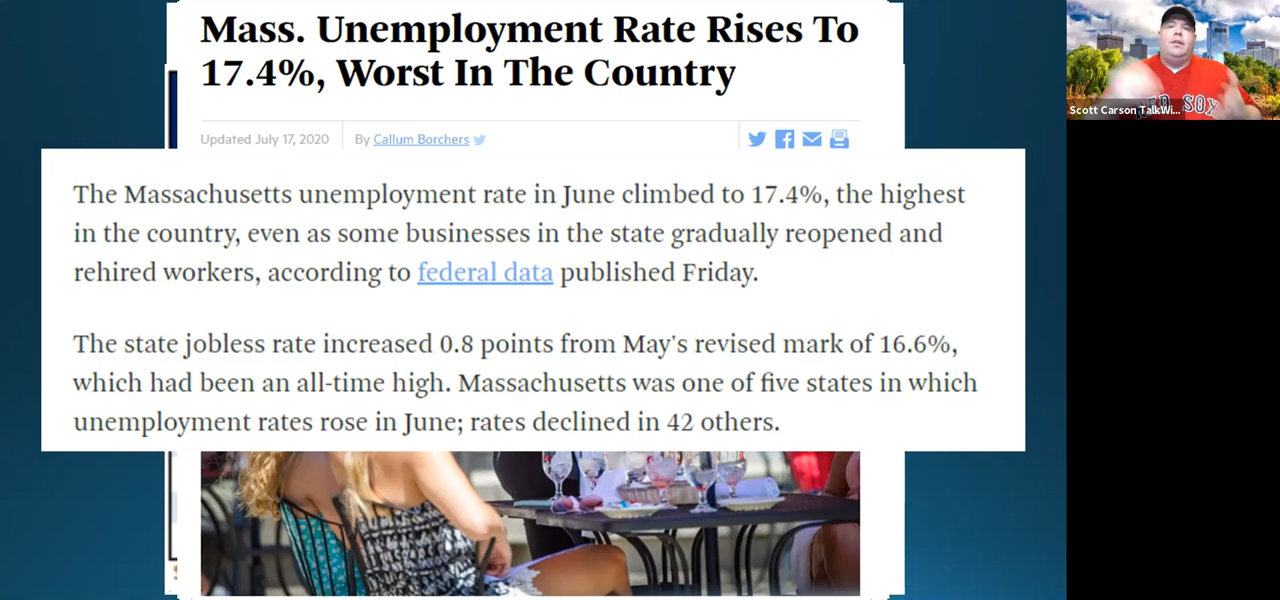 Mass. Unemployment Rate Rises To
17.4%, Worst In The Country
Updated July 17, 2020
By Callum Borchers
The Massachusetts unemployment rate in June climbed to 17.4%, the highest
in the country, even as some businesses in the state gradually reopened and
rehired workers, according to federal data published Friday.
The state jobless rate increased 0.8 points from May's revised mark of 16.6%,
which had been an all-time high. Massachusetts was one of five states in which
unemployment rates rose in June; rates declined in 42 others.
RED SOX
Scott Carson TalkWi...